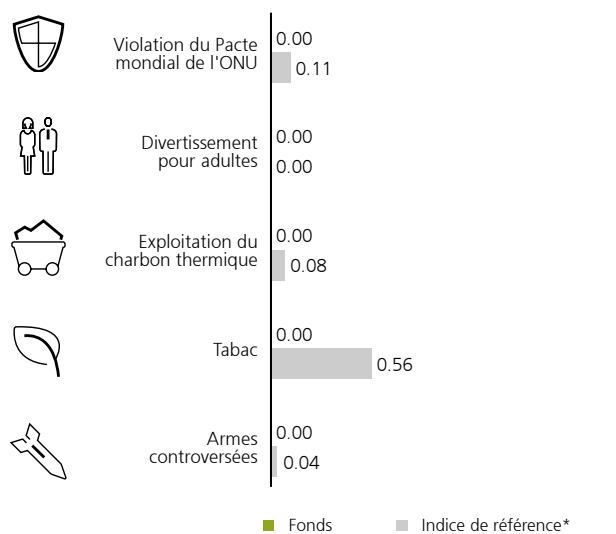 Violation du Pacte
mondial de l'ONU
0.00
0.11
Divertissement
pour adultes
0.00
0.00
Exploitation du
charbon thermique
0.00
0.08
Tabac
0.00
0.56
Armes
controversées
0.00
0.04
Fonds
Indice de référence*